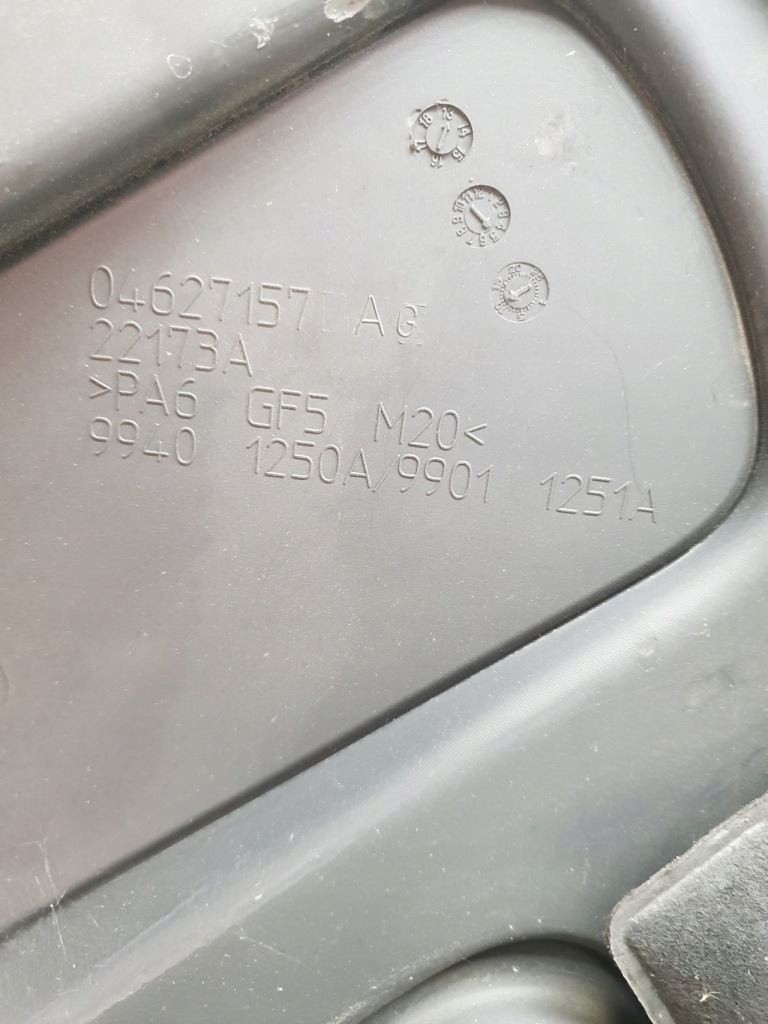 04627157 AG
22173A
>PA6 GF5 M20<
9940 1250A/9901 1251A